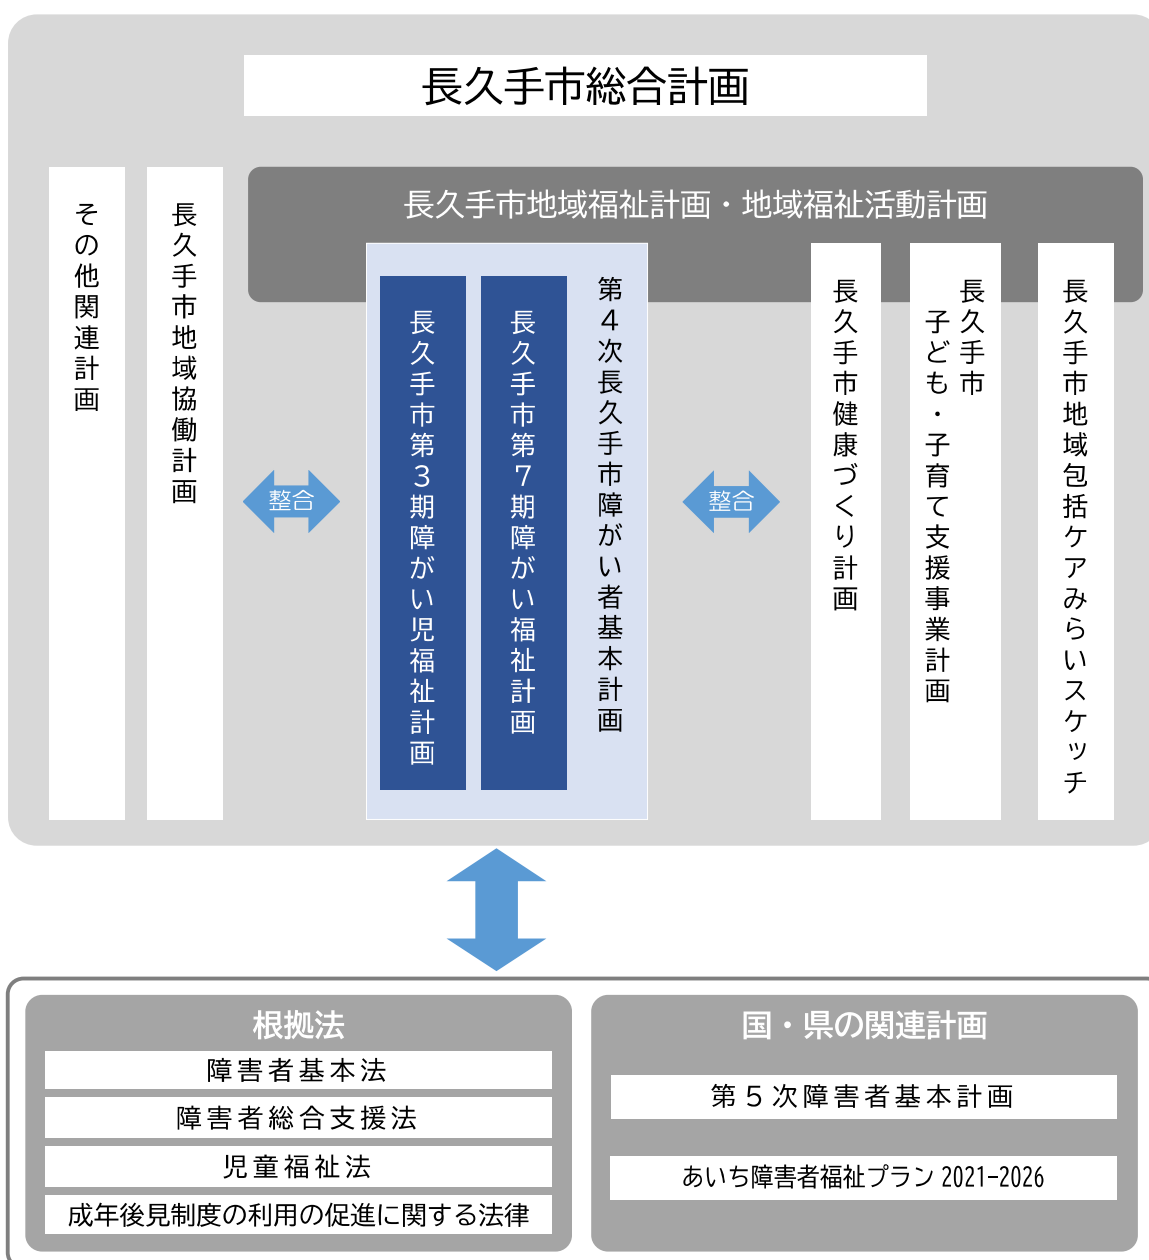 長久手市総合計画
長久手市地域福祉計画・地域福祉活動計画
その他関連計画
長久手市地域協働計画
整合
長久手市第３期障がい児福祉計画
長久手市第７期障がい福祉計画
第４次長久手市障がい者基本計画
整合
長久手市健康づくり計画
長久手市
子ども・子育て支援事業計画
長久手市地域包括ケアみらいスケッチ
根拠法
障害者基本法
障害者総合支援法
児童福祉法
成年後見制度の利用の促進に関する法律
国・県の関連計画
第５次障害者基本計画
あいち障害者福祉プラン 2021-2026